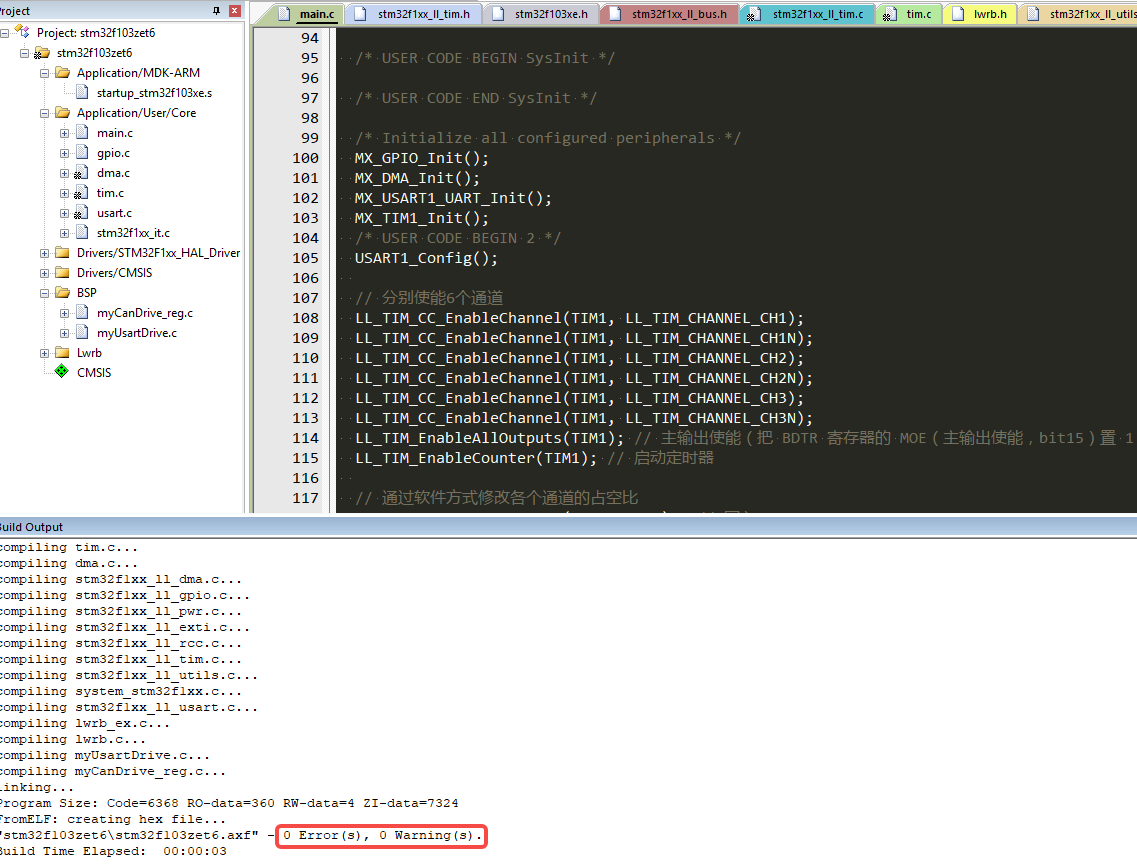 Project
Project: stm32f103zet6
stm32f103zet6
Application/MDK-ARM
startup_stm32f103xe.s
Application/User/Core
main.c
gpio.c
dma.c
tim.c
usart.c
stm32f1xx_it.c
Drivers/STM32F1xx_HAL_Driver
Drivers/CMSIS
BSP
myCanDrive_reg.c
myUsartDrive.c
Lwrb
CMSIS
main.c stm32f1xx_ll_tim.h stm32f103xe.h stm32f1xx_ll_bus.h stm32f1xx_ll_tim.c tim.c lwrb.h stm32f1xx_ll_utils
94
95 /* USER CODE BEGIN SysInit */
96
97 /* USER CODE END SysInit */
98
99 /* Initialize all configured peripherals */
100 MX_GPIO_Init();
101 MX_DMA_Init();
102 MX_USART1_UART_Init();
103 MX_TIM1_Init();
104 /* USER CODE BEGIN 2 */
105 USART1_Config();
106
107 // 分别使能6个通道
108 LL_TIM_CC_EnableChannel(TIM1, LL_TIM_CHANNEL_CH1);
109 LL_TIM_CC_EnableChannel(TIM1, LL_TIM_CHANNEL_CH1N);
110 LL_TIM_CC_EnableChannel(TIM1, LL_TIM_CHANNEL_CH2);
111 LL_TIM_CC_EnableChannel(TIM1, LL_TIM_CHANNEL_CH2N);
112 LL_TIM_CC_EnableChannel(TIM1, LL_TIM_CHANNEL_CH3);
113 LL_TIM_CC_EnableChannel(TIM1, LL_TIM_CHANNEL_CH3N);
114 LL_TIM_EnableAllOutputs(TIM1); // 主输出使能（把 BDTR 寄存器的 MOE（主输出使能，bit15）置 1
115 LL_TIM_EnableCounter(TIM1); // 启动定时器
116
117 // 通过软件方式修改各个通道的占空比
Build Output
compiling tim.c...
compiling dma.c...
compiling stm32f1xx_ll_dma.c...
compiling stm32f1xx_ll_gpio.c...
compiling stm32f1xx_ll_pwr.c...
compiling stm32f1xx_ll_exti.c...
compiling stm32f1xx_ll_rcc.c...
compiling stm32f1xx_ll_tim.c...
compiling stm32f1xx_ll_utils.c...
compiling system_stm32f1xx.c...
compiling stm32f1xx_ll_usart.c...
compiling lwrb_ex.c...
compiling lwrb.c...
compiling myUsartDrive.c...
compiling myCanDrive_reg.c...
linking...
Program Size: Code=6368 RO-data=360 RW-data=4 ZI-data=7324
FromELF: creating hex file...
"stm32f103zet6\stm32f103zet6.axf" - 0 Error(s), 0 Warning(s).
Build Time Elapsed:  00:00:03